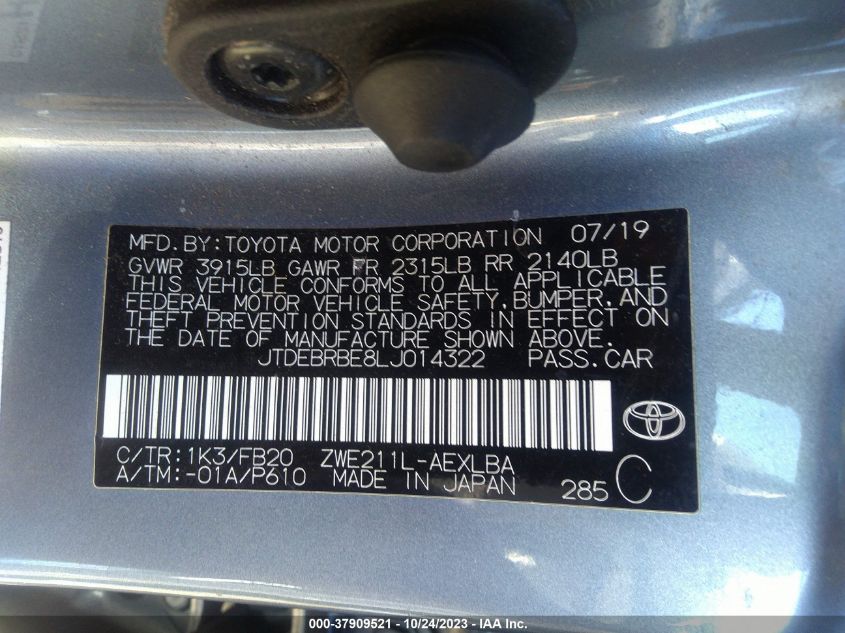 MFD.BY:TOYOTA MOTOR CORPORATION 07/19
GVWR 3915LB GAWR FR 2315LB RR 2140LB
THIS VEHICLE CONFORMS TO ALL APPLICABLE
FEDERAL MOTOR VEHICLE SAFETY,BUMPER,AND
THEFT PREVENTION STANDARDS IN EFFECT ON
THE DATE OF MANUFACTURE SHOWN ABOVE.
JTDEBRBE8LJ014322 PASS.CAR
C/TR:1K3/FB20 ZWE211L-AEXLBA
A/TM:-01A/P610 MADE IN JAPAN 285 C
000-37909521 - 10/24/2023 - IAA Inc.